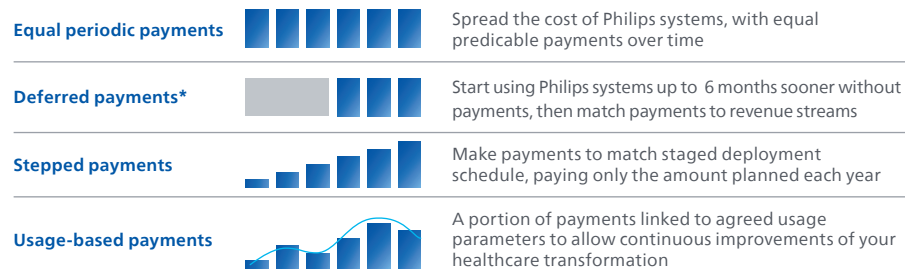 Equal periodic payments
Spread the cost of Philips systems, with equal
predicable payments over time
Deferred payments*
Start using Philips systems up to 6 months sooner without
payments, then match payments to revenue streams
Stepped payments
Make payments to match staged deployment
schedule, paying only the amount planned each year
Usage-based payments
A portion of payments linked to agreed usage
parameters to allow continuous improvements of your
healthcare transformation